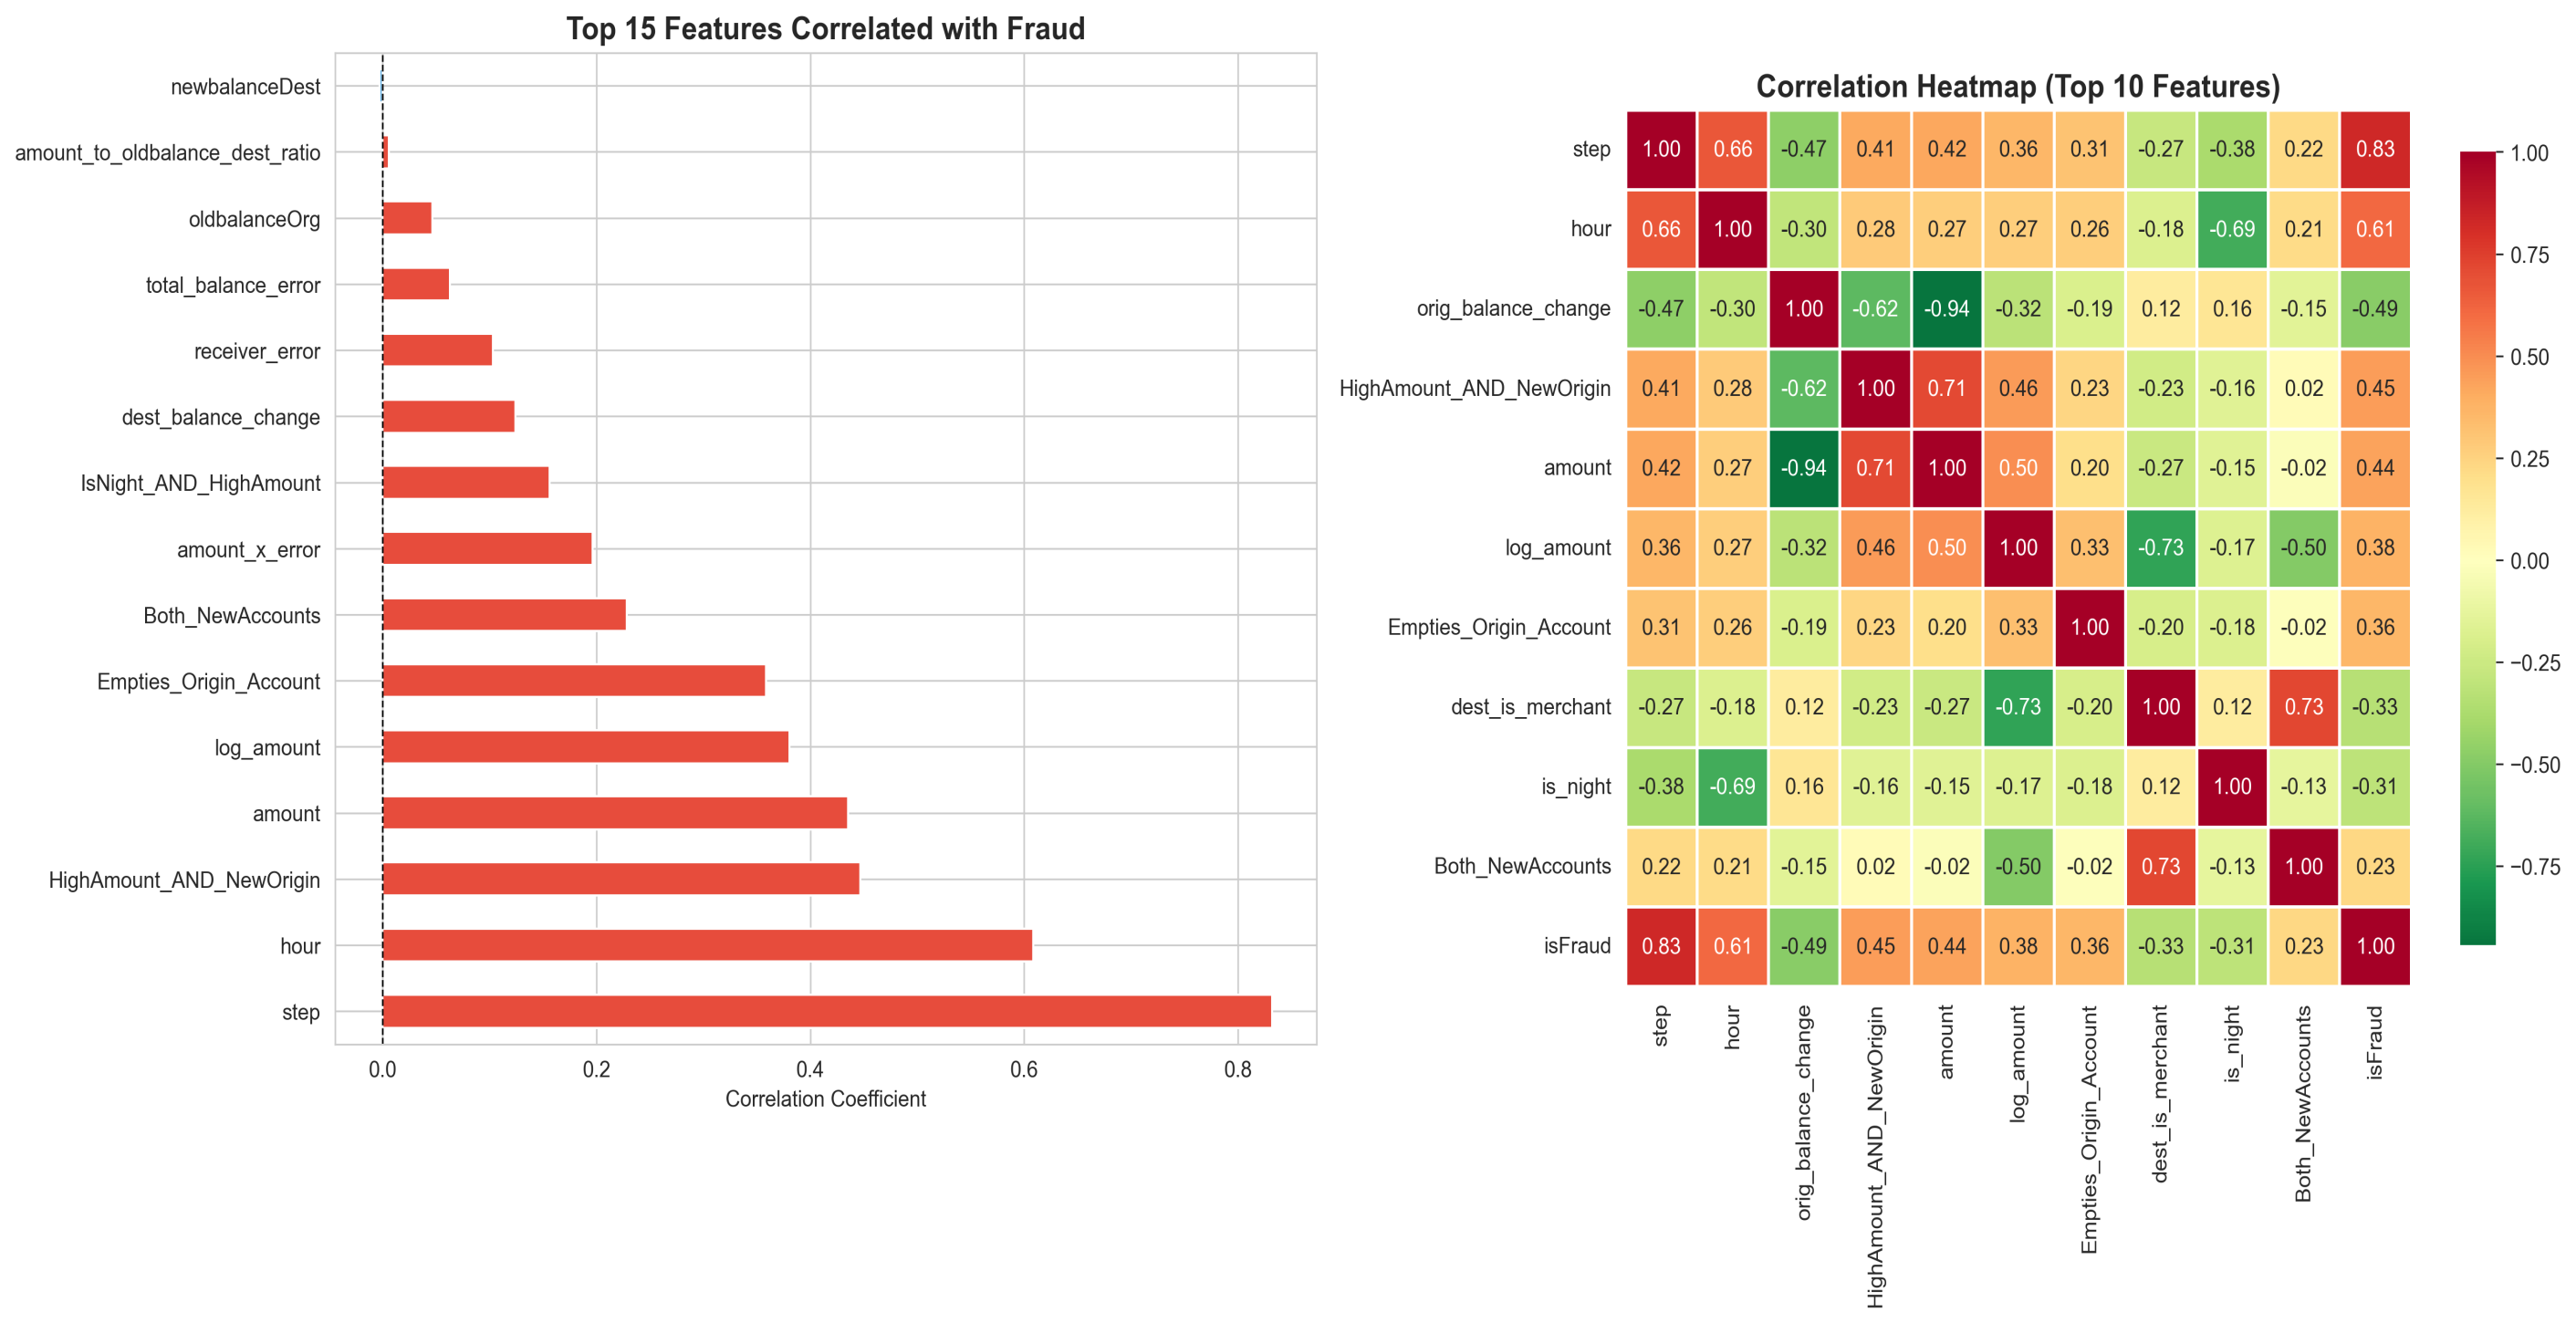 Top 15 Features Correlated with Fraud
newbalanceDest
amount_to_oldbalance_dest_ratio
oldbalanceOrg
total_balance_error
receiver_error
dest_balance_change
IsNight_AND_HighAmount
amount_x_error
Both_NewAccounts
Empties_Origin_Account
log_amount
amount
HighAmount_AND_NewOrigin
hour
step
0.0 0.2 0.4 0.6 0.8
Correlation Coefficient
Correlation Heatmap (Top 10 Features)
step 1.00 0.66 -0.47 0.41 0.42 0.36 0.31 -0.27 -0.38 0.22 0.83
hour 0.66 1.00 -0.30 0.28 0.27 0.27 0.26 -0.18 -0.69 0.21 0.61
orig_balance_change -0.47 -0.30 1.00 -0.62 -0.94 -0.32 -0.19 0.12 0.16 -0.15 -0.49
HighAmount_AND_NewOrigin 0.41 0.28 -0.62 1.00 0.71 0.46 0.23 -0.23 -0.16 0.02 0.45
amount 0.42 0.27 -0.94 0.71 1.00 0.50 0.20 -0.27 -0.15 -0.02 0.44
log_amount 0.36 0.27 -0.32 0.46 0.50 1.00 0.33 -0.73 -0.17 -0.50 0.38
Empties_Origin_Account 0.31 0.26 -0.19 0.23 0.20 0.33 1.00 -0.20 -0.18 -0.02 0.36
dest_is_merchant -0.27 -0.18 0.12 -0.23 -0.27 -0.73 -0.20 1.00 0.12 0.73 -0.33
is_night -0.38 -0.69 0.16 -0.16 -0.15 -0.17 -0.18 0.12 1.00 -0.13 -0.31
Both_NewAccounts 0.22 0.21 -0.15 0.02 -0.02 -0.50 -0.02 0.73 -0.13 1.00 0.23
isFraud 0.83 0.61 -0.49 0.45 0.44 0.38 0.36 -0.33 -0.31 0.23 1.00
step
hour
orig_balance_change
HighAmount_AND_NewOrigin
amount
log_amount
Empties_Origin_Account
dest_is_merchant
is_night
Both_NewAccounts
isFraud
1.00
0.75
0.50
0.25
0.00
−0.25
−0.50
−0.75